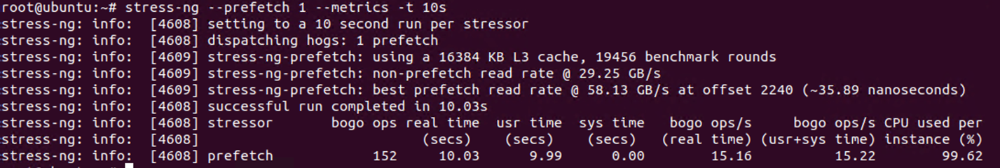 root@ubuntu:~# stress-ng --prefetch 1 --metrics -t 10s
stress-ng: info:  [4608] setting to a 10 second run per stressor
stress-ng: info:  [4608] dispatching hogs: 1 prefetch
stress-ng: info:  [4609] stress-ng-prefetch: using a 16384 KB L3 cache, 19456 benchmark rounds
stress-ng: info:  [4609] stress-ng-prefetch: non-prefetch read rate @ 29.25 GB/s
stress-ng: info:  [4609] stress-ng-prefetch: best prefetch read rate @ 58.13 GB/s at offset 2240 (~35.89 nanoseconds)
stress-ng: info:  [4608] successful run completed in 10.03s
stress-ng: info:  [4608] stressor       bogo ops real time  usr time  sys time   bogo ops/s     bogo ops/s CPU used per
stress-ng: info:  [4608]                           (secs)    (secs)    (secs)   (real time) (usr+sys time) instance (%)
stress-ng: info:  [4608] prefetch            152     10.03      9.99      0.00        15.16          15.22        99.62